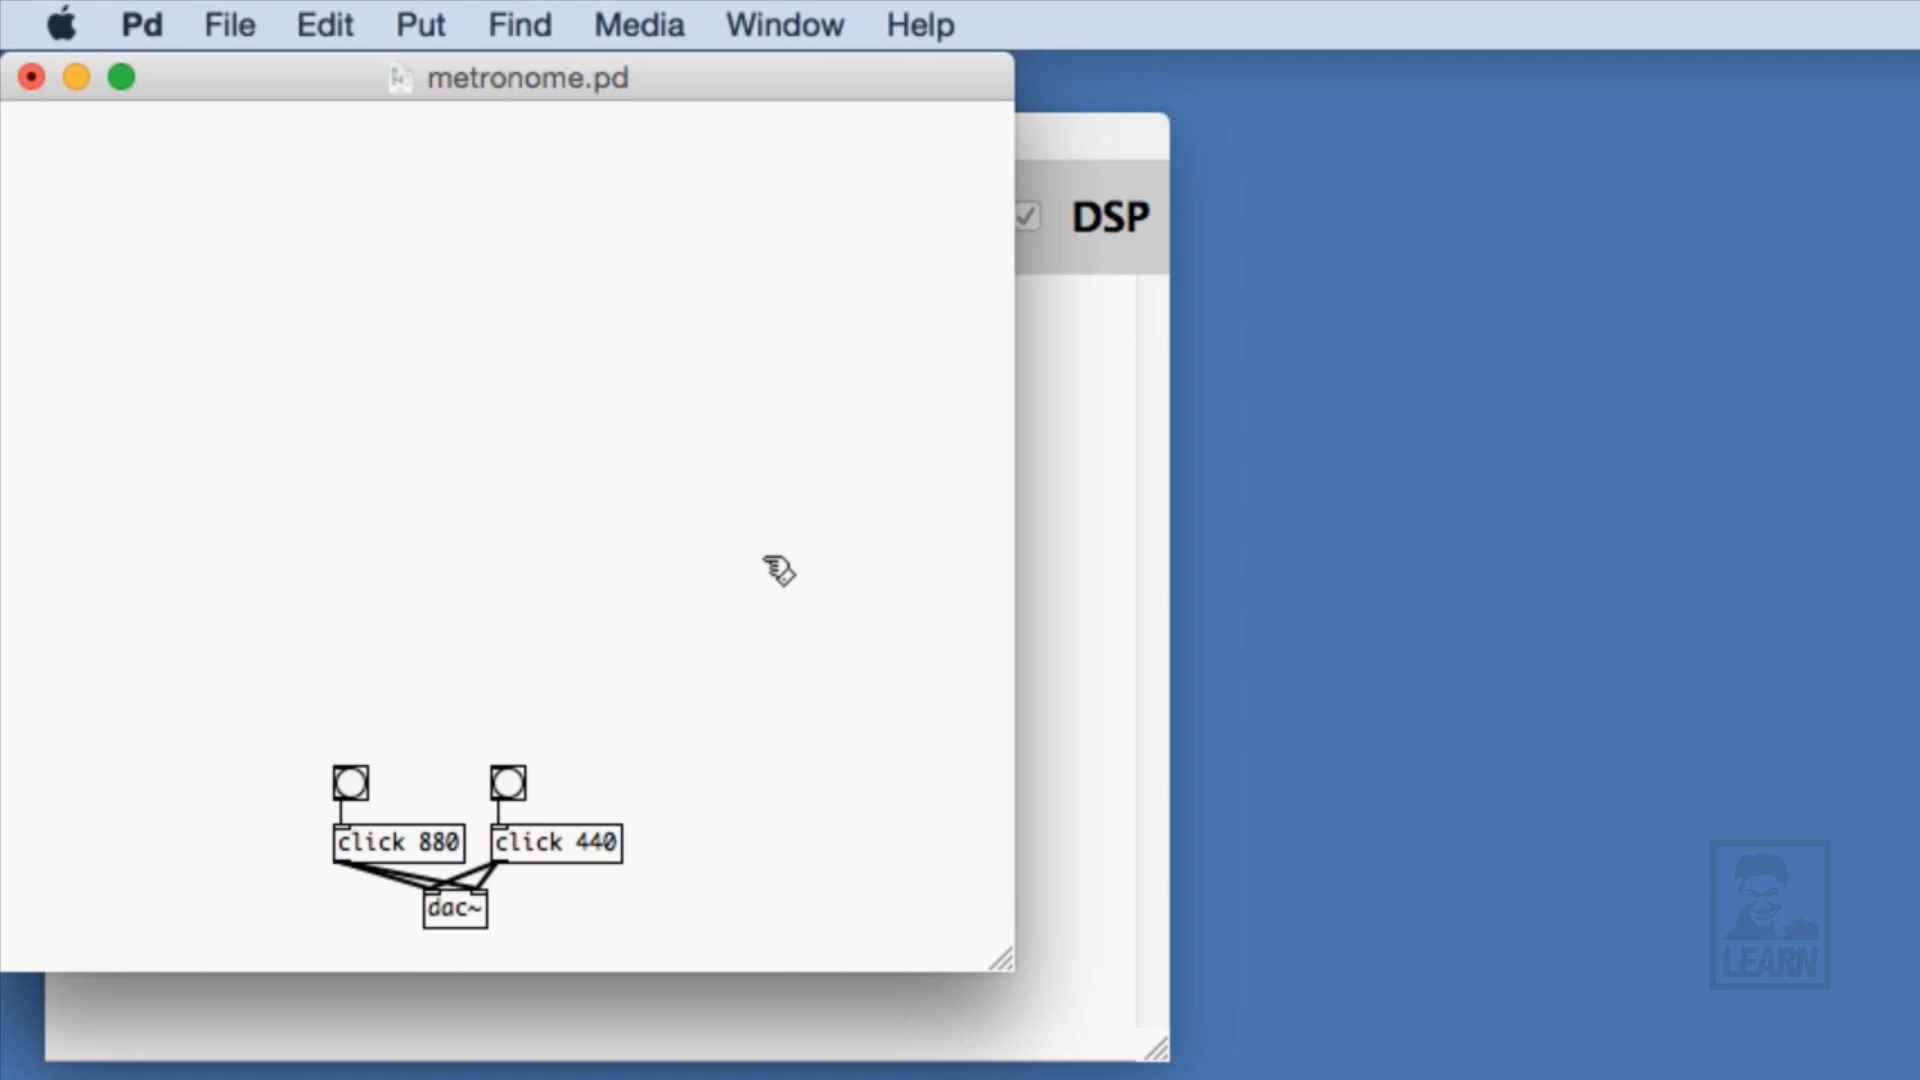 Pd File Edit Put Find Media Window Help
metronome.pd
DSP
click 880
click 440
dac~
LEARN